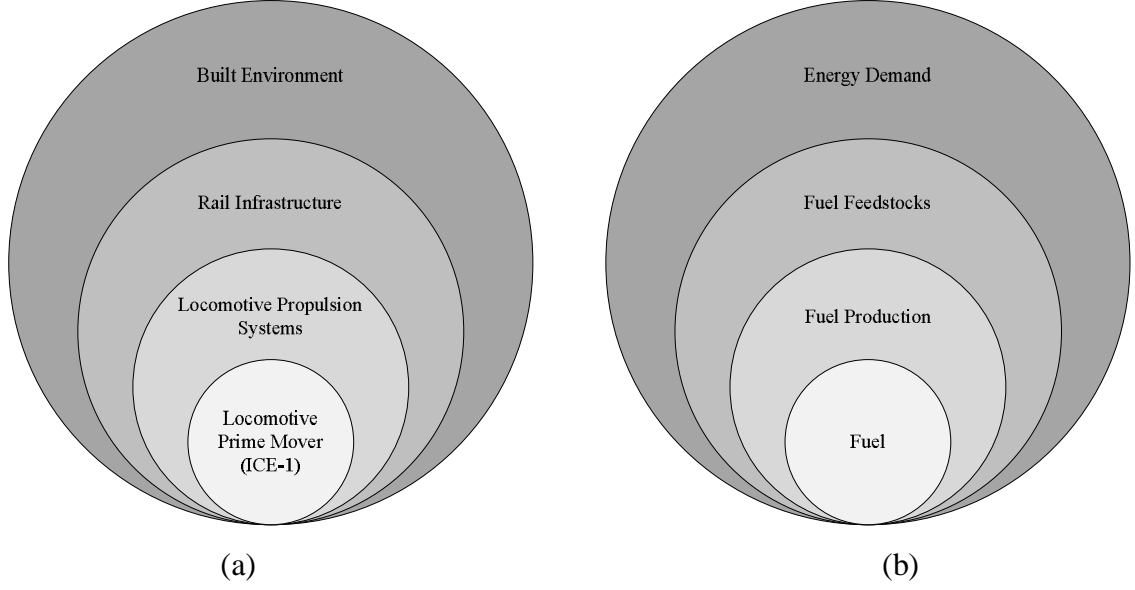 Built Environment
Rail Infrastructure
Locomotive Propulsion
Systems
Locomotive
Prime Mover
(ICE-1)
(a)
Energy Demand
Fuel Feedstocks
Fuel Production
Fuel
(b)